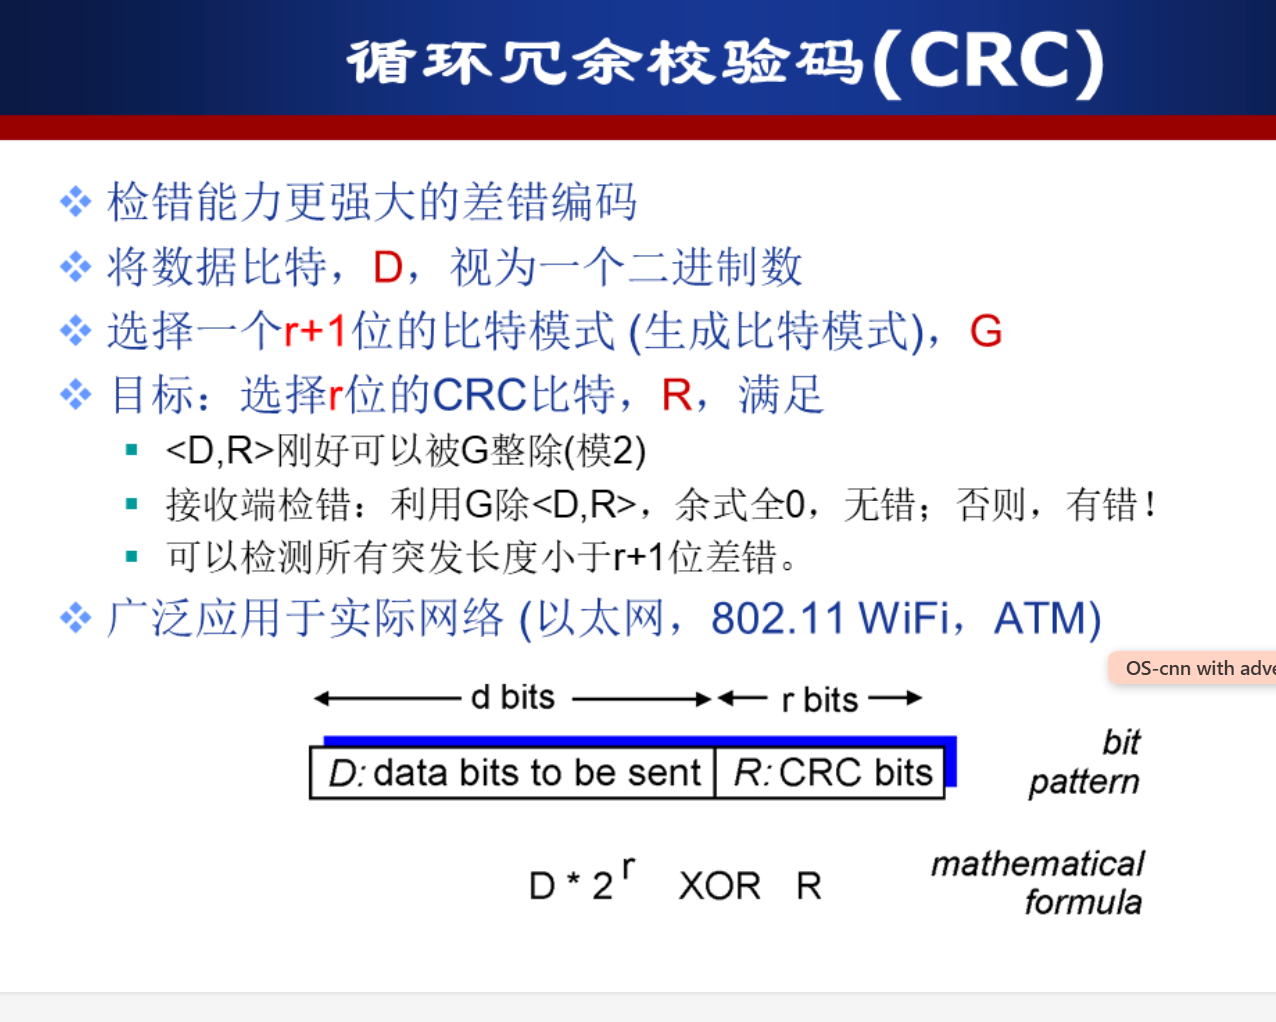 循环冗余校验码(CRC)
检错能力更强大的差错编码
将数据比特，D，视为一个二进制数
选择一个r+1位的比特模式 (生成比特模式)，G
目标：选择r位的CRC比特，R，满足
<D,R>刚好可以被G整除(模2)
接收端检错：利用G除<D,R>，余式全0，无错；否则，有错！
可以检测所有突发长度小于r+1位差错。
广泛应用于实际网络 (以太网，802.11 WiFi，ATM)
OS-cnn with adve
d bits r bits
bit
pattern
D: data bits to be sent R: CRC bits
D * 2^r XOR R
mathematical
formula